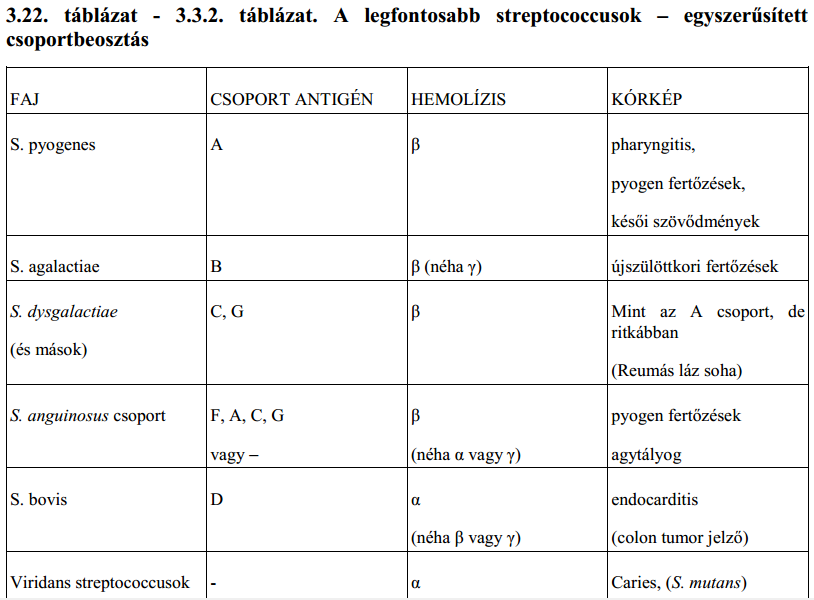 3.22. táblázat - 3.3.2. táblázat. A legfontosabb streptococcusok – egyszerűsített
csoportbeosztás
FAJ CSOPORT ANTIGÉN HEMOLÍZIS KÓRKÉP
S. pyogenes A β pharyngitis,
pyogen fertőzések,
késői szövődmények
S. agalactiae B β (néha γ) újszülöttkori fertőzések
S. dysgalactiae C, G β Mint az A csoport, de
ritkábban
(és mások)
(Reumás láz soha)
S. anguinosus csoport F, A, C, G β pyogen fertőzések
vagy – (néha α vagy γ) agytályog
S. bovis D α endocarditis
(néha β vagy γ) (colon tumor jelző)
Viridans streptococcusok - α Caries, (S. mutans)